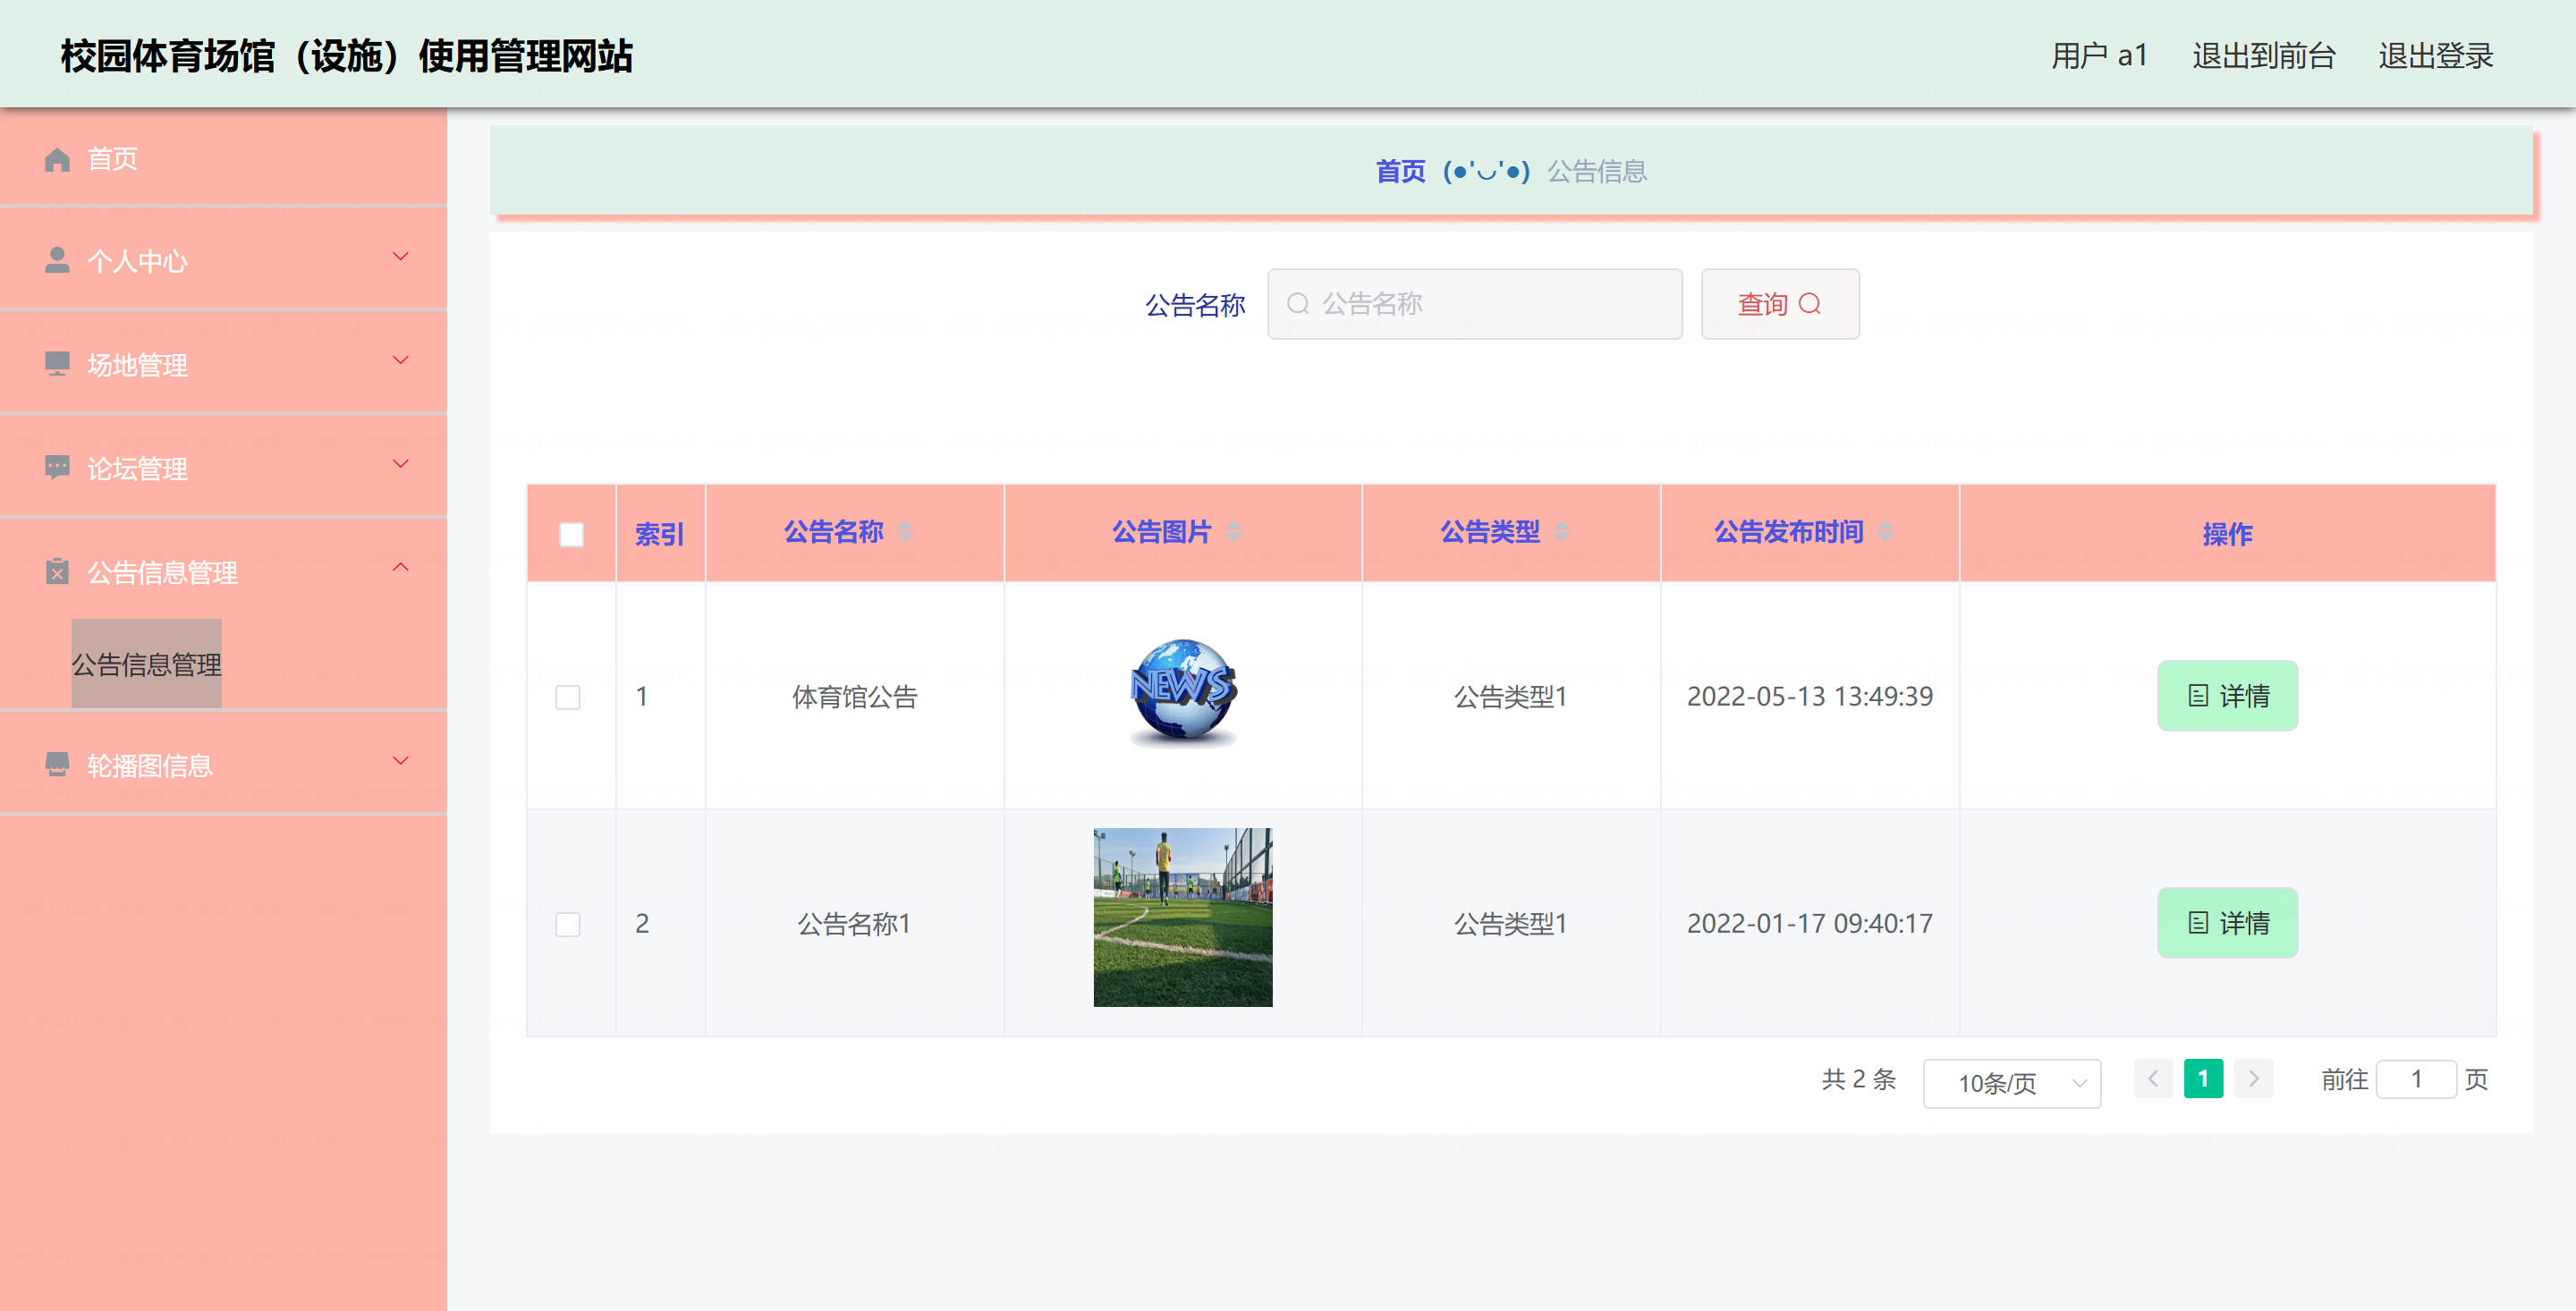 校园体育场馆（设施）使用管理网站
用户 a1 退出到前台 退出登录
首页
个人中心
场地管理
论坛管理
公告信息管理
公告信息管理
轮播图信息
首页 (●'◡'●) 公告信息
公告名称 公告名称 查询
索引 公告名称 公告图片 公告类型 公告发布时间 操作
1 体育馆公告 NEWS 公告类型1 2022-05-13 13:49:39 详情
2 公告名称1 公告类型1 2022-01-17 09:40:17 详情
共 2 条 10条/页 1 前往 1 页